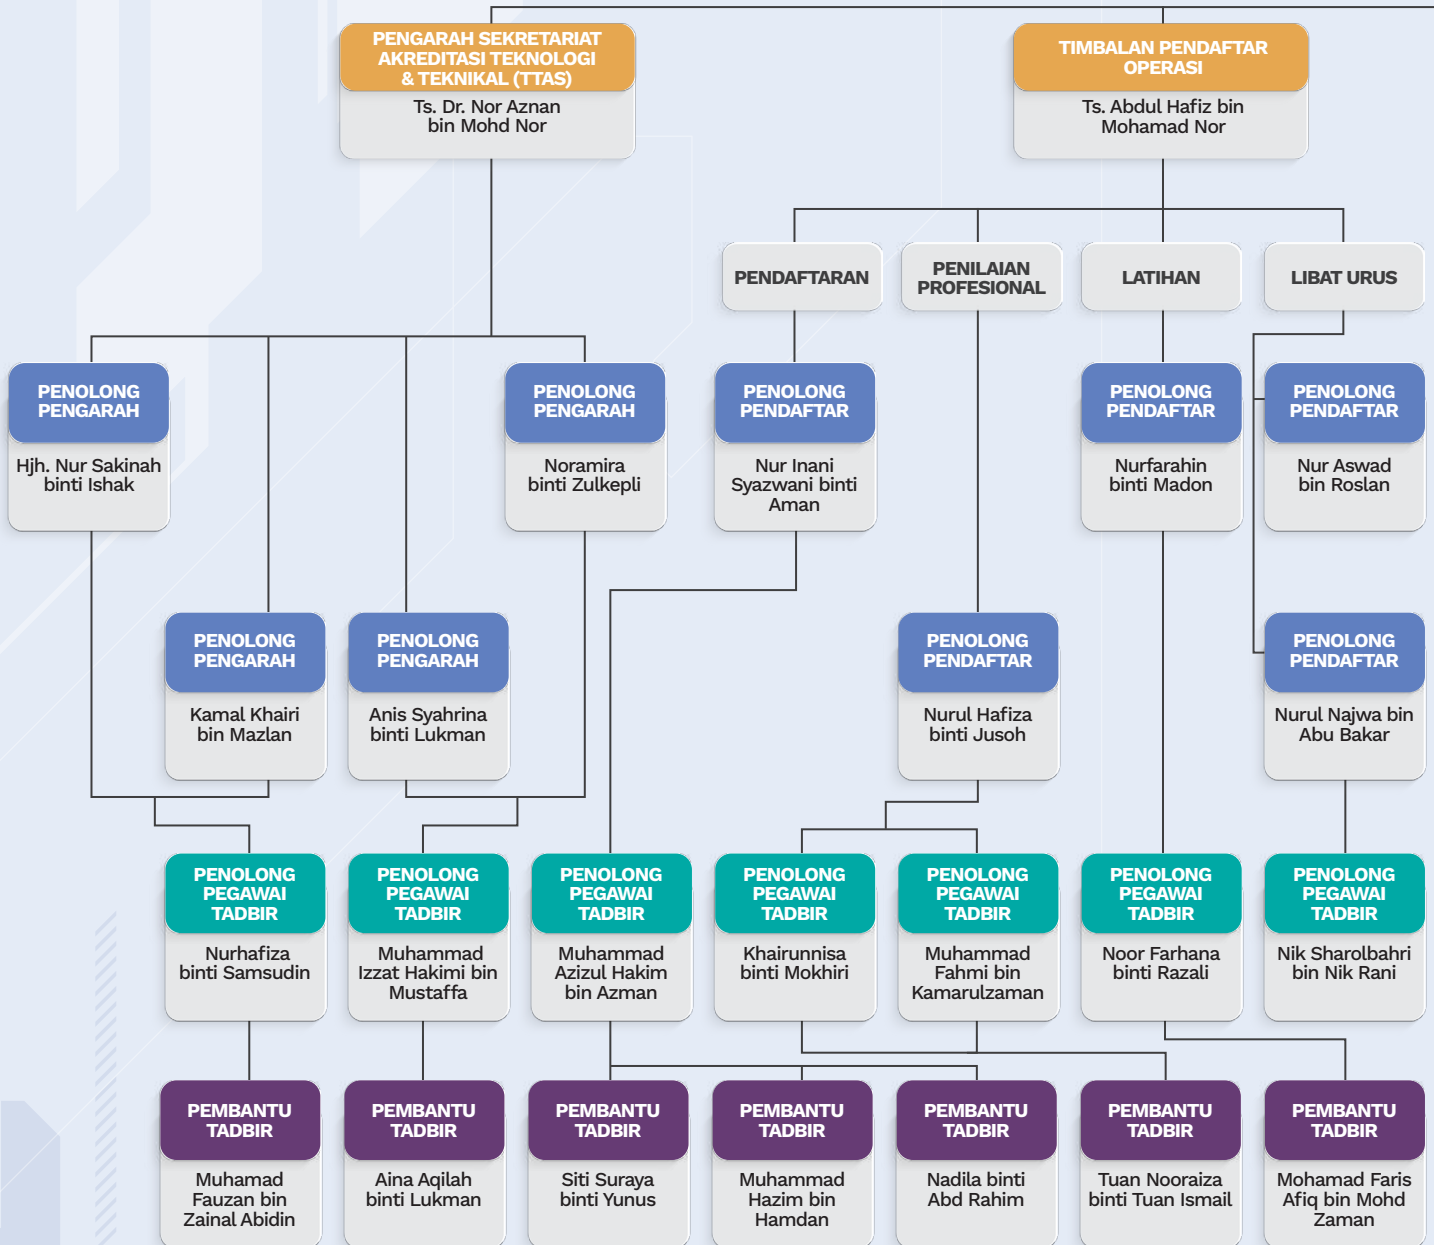 PENGARAH SEKRETARIAT
AKREDITASI TEKNOLOGI
& TEKNIKAL (TTAS)
Ts. Dr. Nor Aznan
bin Mohd Nor
TIMBALAN PENDAFTAR
OPERASI
Ts. Abdul Hafiz bin
Mohamad Nor
PENDAFTARAN
PENILAIAN
PROFESIONAL
LATIHAN
LIBAT URUS
PENOLONG
PENGARAH
Hjh. Nur Sakinah
binti Ishak
PENOLONG
PENGARAH
Noramira
binti Zulkepli
PENOLONG
PENDAFTAR
Nur Inani
Syazwani binti
Aman
PENOLONG
PENDAFTAR
Nurfarahin
binti Madon
PENOLONG
PENDAFTAR
Nur Aswad
bin Roslan
PENOLONG
PENGARAH
Kamal Khairi
bin Mazlan
PENOLONG
PENGARAH
Anis Syahrina
binti Lukman
PENOLONG
PENDAFTAR
Nurul Hafiza
binti Jusoh
PENOLONG
PENDAFTAR
Nurul Najwa bin
Abu Bakar
PENOLONG
PEGAWAI
TADBIR
Nurhafiza
binti Samsudin
PENOLONG
PEGAWAI
TADBIR
Muhammad
Izzat Hakimi bin
Mustaffa
PENOLONG
PEGAWAI
TADBIR
Muhammad
Azizul Hakim
bin Azman
PENOLONG
PEGAWAI
TADBIR
Khairunnisa
binti Mokhiri
PENOLONG
PEGAWAI
TADBIR
Muhammad
Fahmi bin
Kamarulzaman
PENOLONG
PEGAWAI
TADBIR
Noor Farhana
binti Razali
PENOLONG
PEGAWAI
TADBIR
Nik Sharolbahri
bin Nik Rani
PEMBANTU
TADBIR
Muhamad
Fauzan bin
Zainal Abidin
PEMBANTU
TADBIR
Aina Aqilah
binti Lukman
PEMBANTU
TADBIR
Siti Suraya
binti Yunus
PEMBANTU
TADBIR
Muhammad
Hazim bin
Hamdan
PEMBANTU
TADBIR
Nadila binti
Abd Rahim
PEMBANTU
TADBIR
Tuan Nooraiza
binti Tuan Ismail
PEMBANTU
TADBIR
Mohamad Faris
Afiq bin Mohd
Zaman